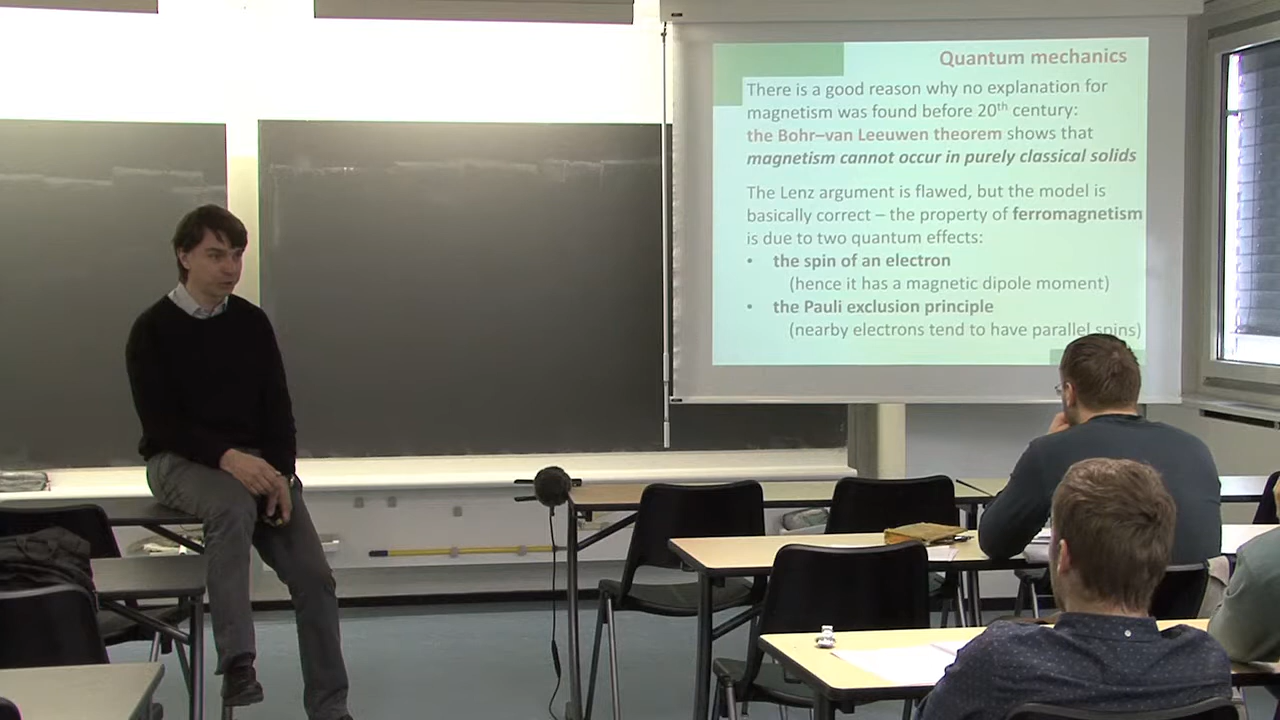 Quantum mechanics
There is a good reason why no explanation for
magnetism was found before 20th century:
the Bohr–van Leeuwen theorem shows that
magnetism cannot occur in purely classical solids
The Lenz argument is flawed, but the model is
basically correct – the property of ferromagnetism
is due to two quantum effects:
• the spin of an electron
(hence it has a magnetic dipole moment)
• the Pauli exclusion principle
(nearby electrons tend to have parallel spins)